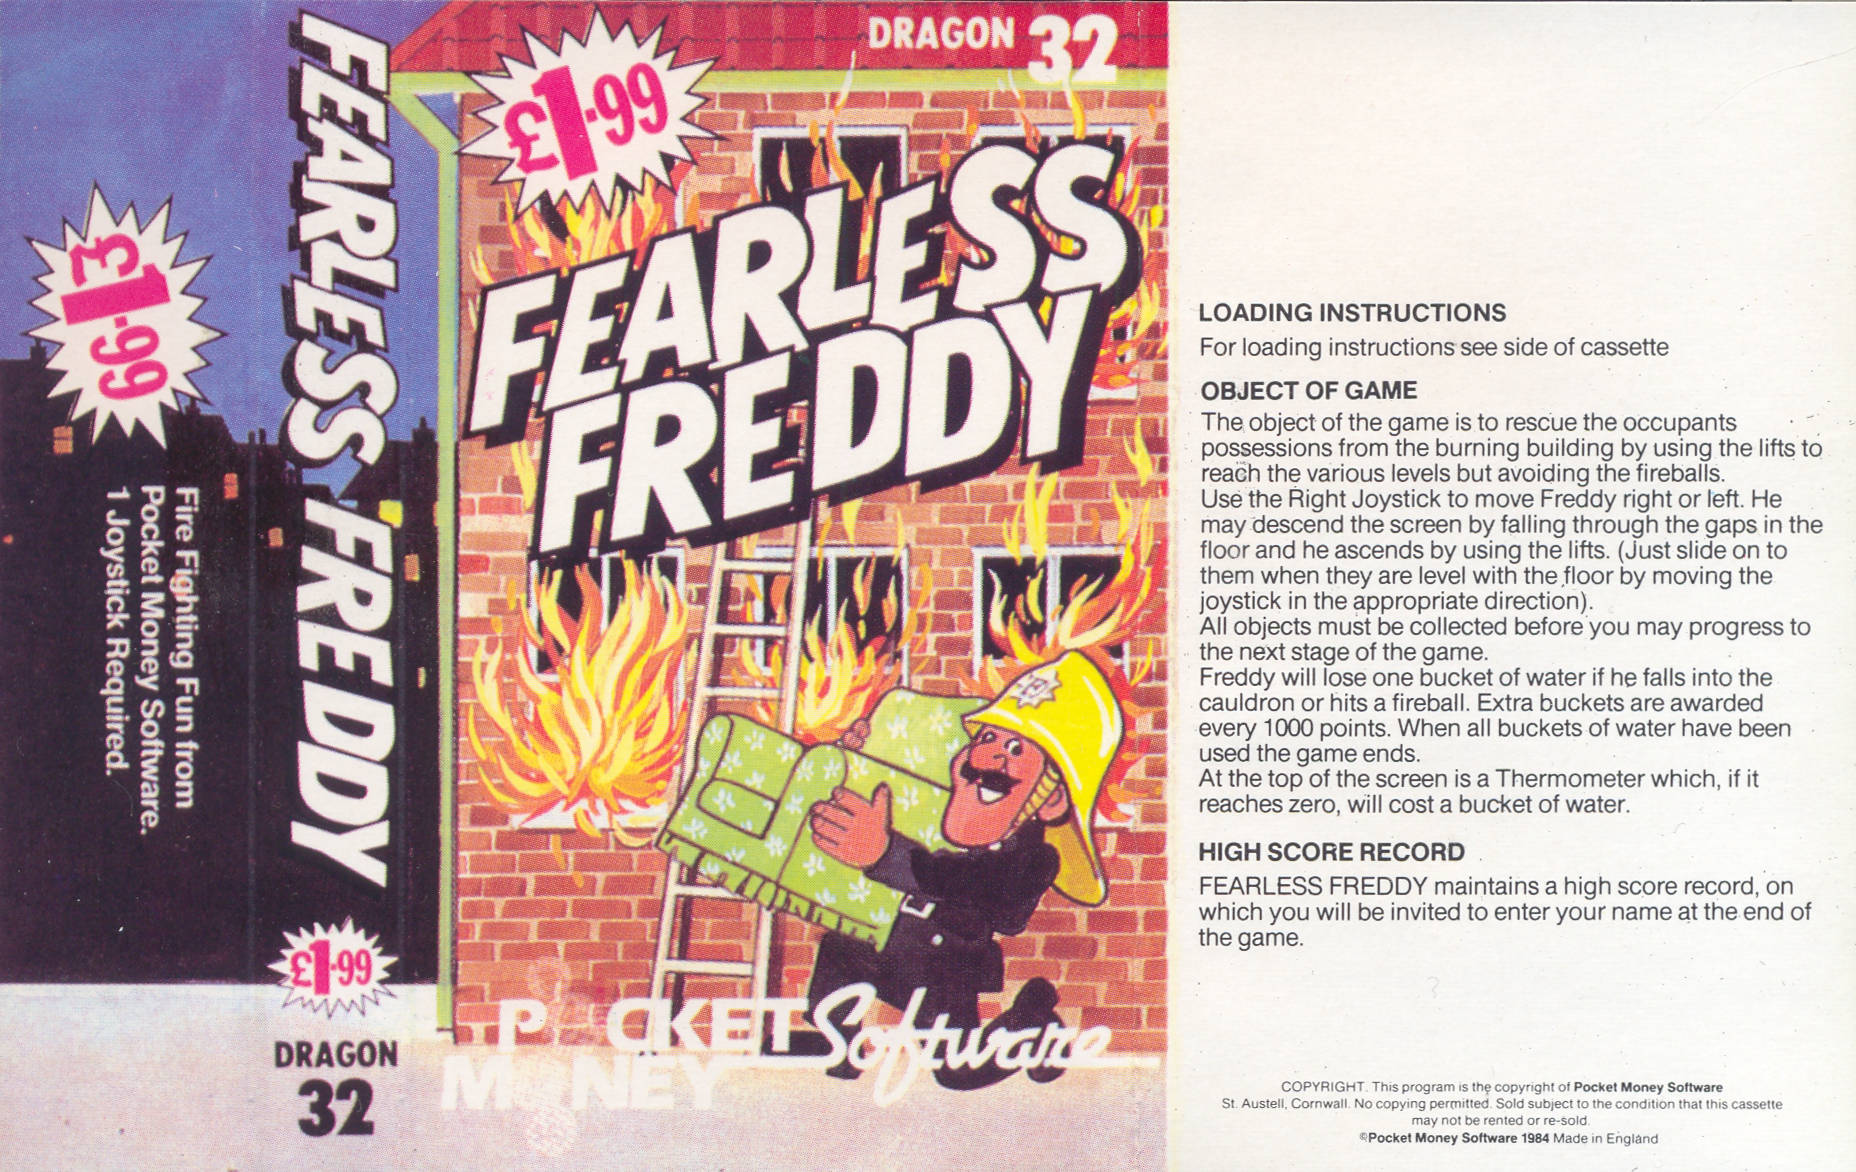 £1·99
Fire Fighting Fun from
Pocket Money Software.
1 Joystick Required.
FEARLESS FREDDY
£1·99
DRAGON
32
DRAGON 32
£1·99
FEARLESS
FREDDY
POCKET
MONEY
Software
LOADING INSTRUCTIONS
For loading instructions see side of cassette
OBJECT OF GAME
The object of the game is to rescue the occupants
possessions from the burning building by using the lifts to
reach the various levels but avoiding the fireballs.
Use the Right Joystick to move Freddy right or left. He
may descend the screen by falling through the gaps in the
floor and he ascends by using the lifts. (Just slide on to
them when they are level with the floor by moving the
joystick in the appropriate direction).
All objects must be collected before you may progress to
the next stage of the game.
Freddy will lose one bucket of water if he falls into the
cauldron or hits a fireball. Extra buckets are awarded
every 1000 points. When all buckets of water have been
used the game ends.
At the top of the screen is a Thermometer which, if it
reaches zero, will cost a bucket of water.
HIGH SCORE RECORD
FEARLESS FREDDY maintains a high score record, on
which you will be invited to enter your name at the end of
the game.
COPYRIGHT. This program is the copyright of Pocket Money Software
St. Austell, Cornwall. No copying permitted. Sold subject to the condition that this cassette
may not be rented or re-sold.
©Pocket Money Software 1984 Made in England